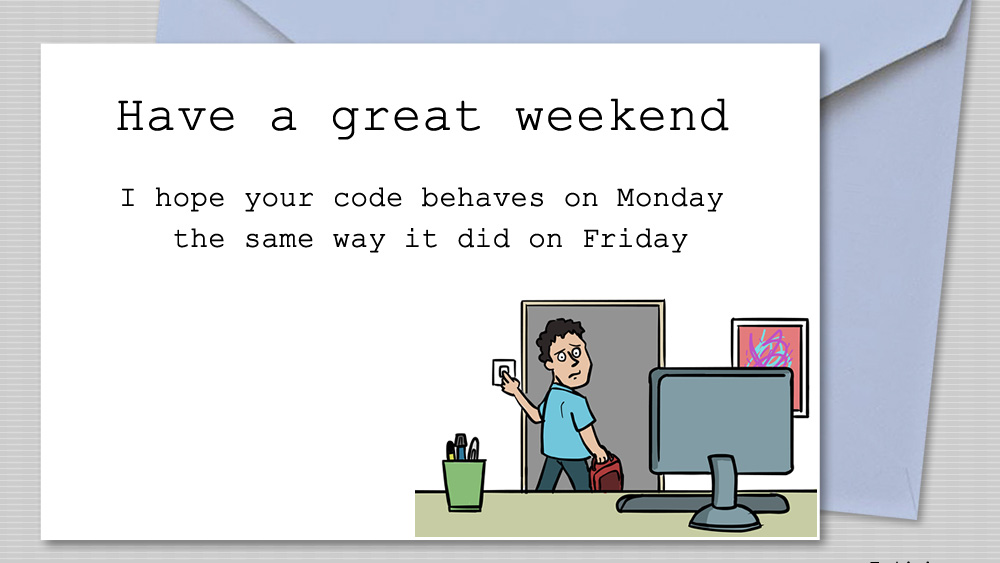 Have a great weekend
I hope your code behaves on Monday
the same way it did on Friday